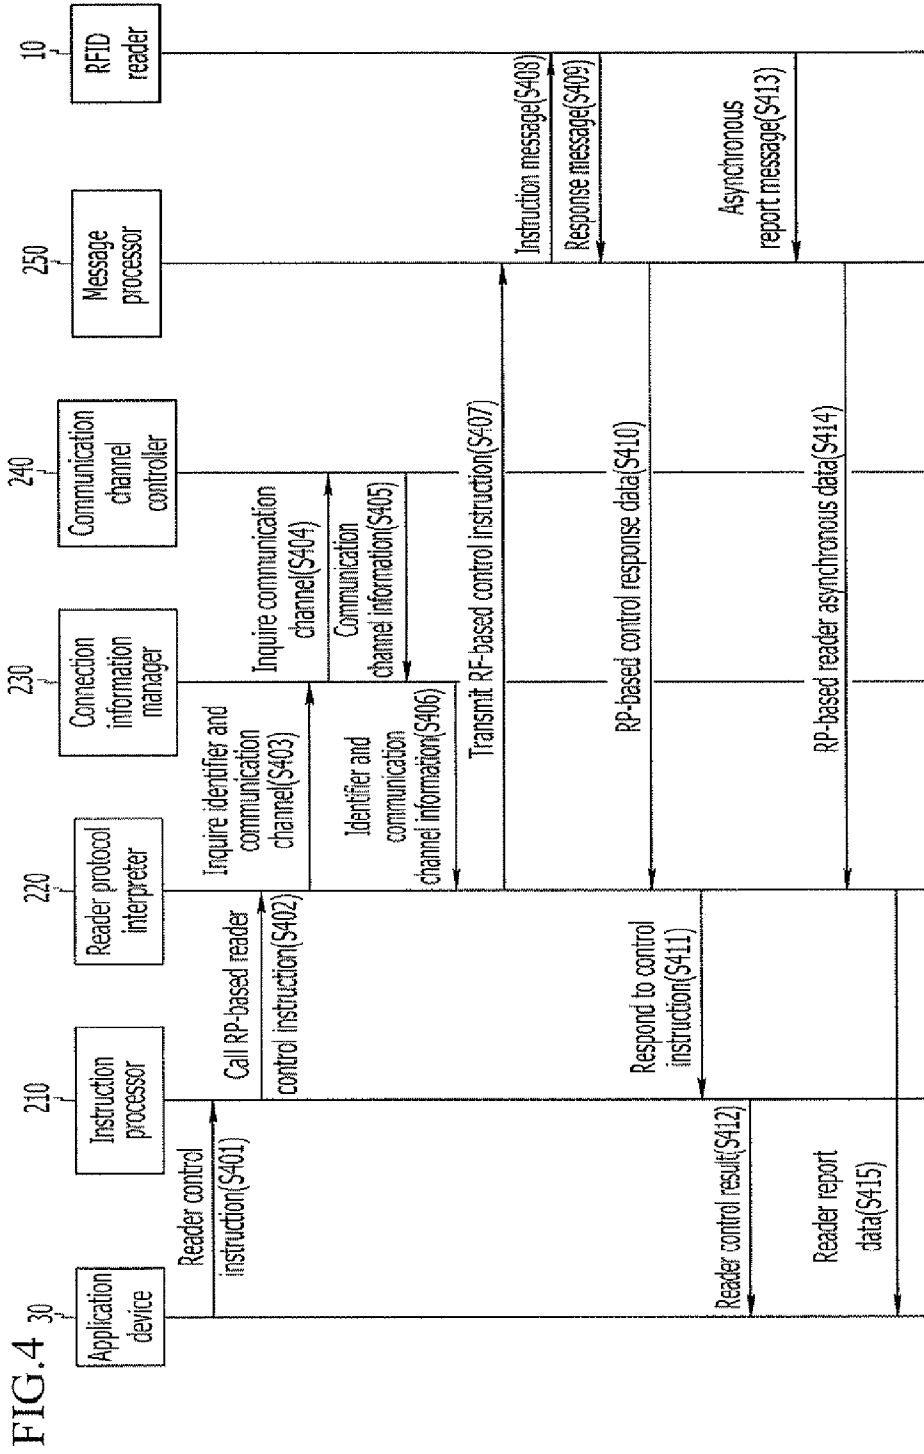 FIG.4
30
Application
device
210
Instruction
processor
220
Reader protocol
interpreter
230
Connection
information
manager
240
Communication
channel
controller
250
Message
processor
10
RFID
reader
Reader control
instruction(S401)
Call RP-based reader
control instruction(S402)
Inquire identifier and
communication
channel(S403)
Inquire communication
channel(S404)
Communication
channel information(S405)
Identifier and
communication
channel information(S406)
Transmit RF-based control instruction(S407)
Instruction message(S408)
Response message(S409)
RP-based control response data(S410)
Respond to control
instruction(S411)
Reader control result(S412)
Asynchronous
report message(S413)
RP-based reader asynchronous data(S414)
Reader report
data(S415)